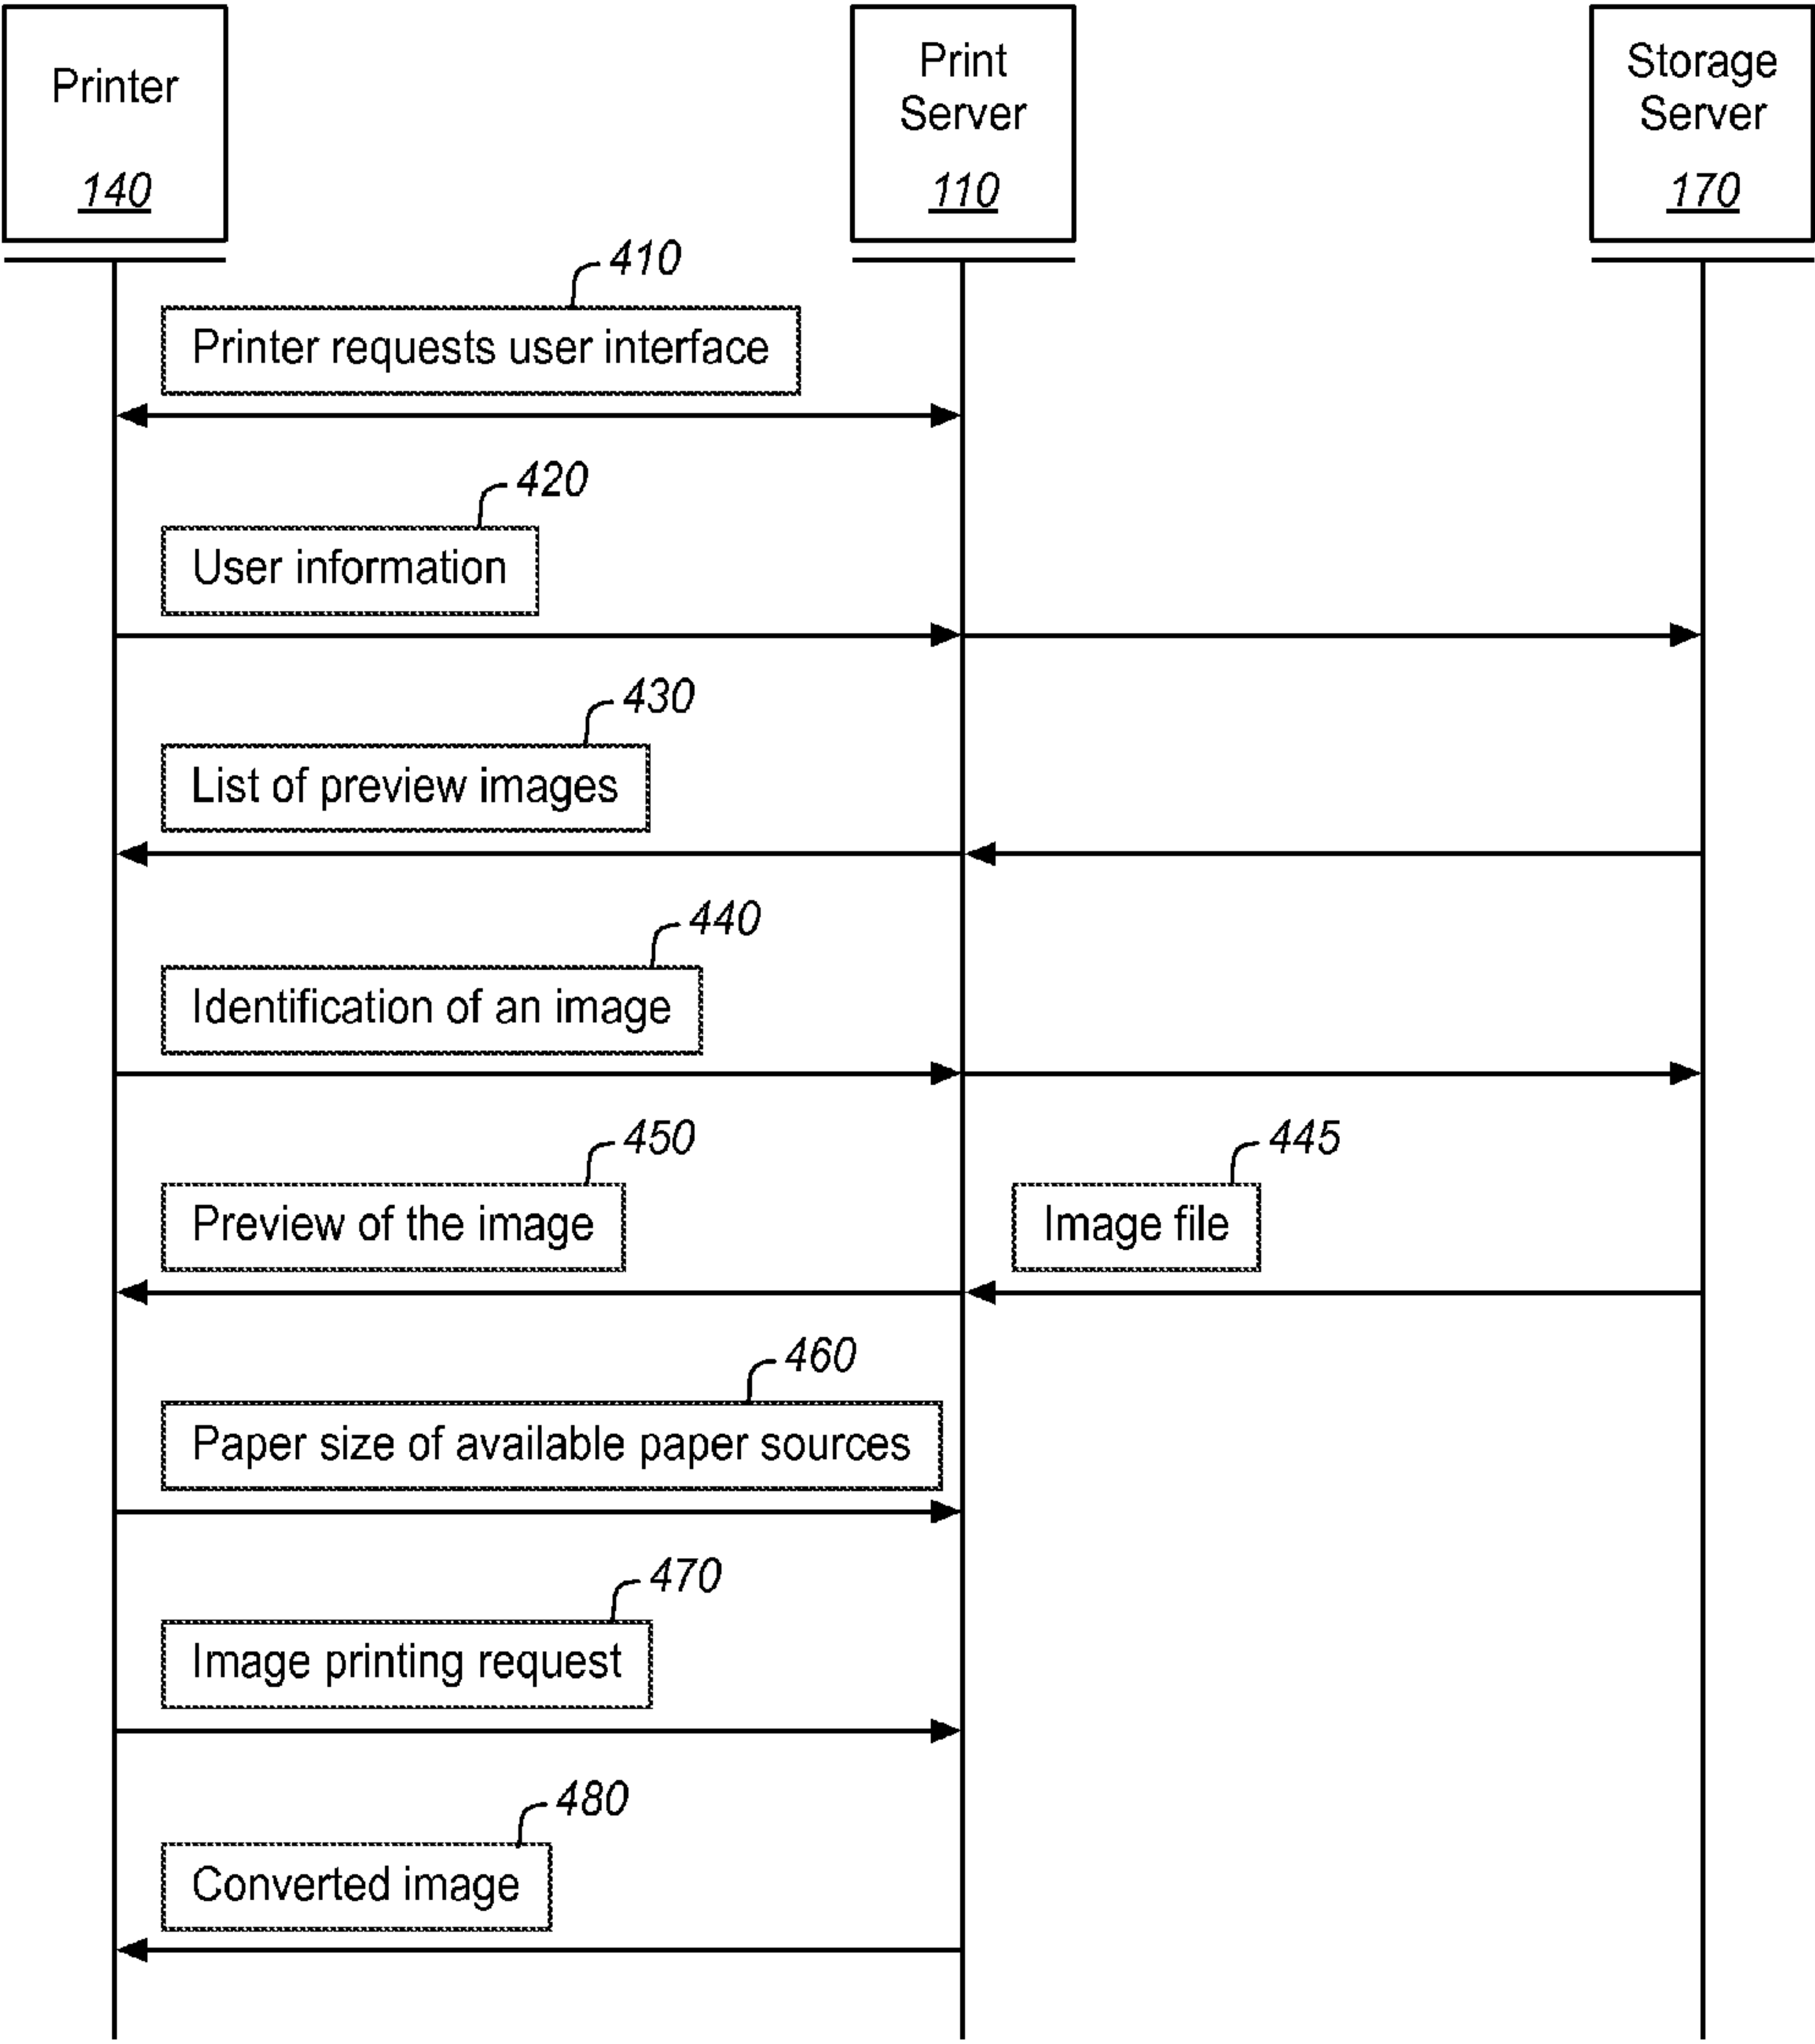 Printer
140
Print
Server
110
Storage
Server
170
410
Printer requests user interface
420
User information
430
List of preview images
440
Identification of an image
450
Preview of the image
445
Image file
460
Paper size of available paper sources
470
Image printing request
480
Converted image